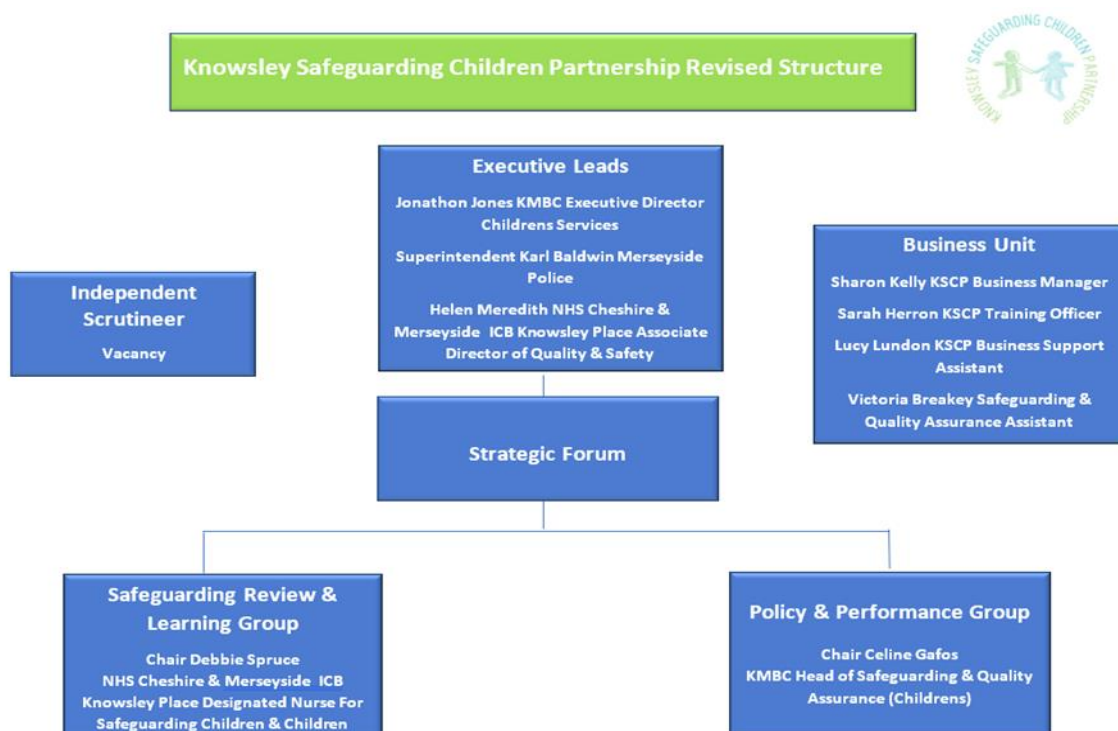 Knowsley Safeguarding Children Partnership Revised Structure
KNOWSLEY SAFEGUARDING CHILDREN PARTNERSHIP
Executive Leads
Jonathon Jones KMBC Executive Director
Childrens Services
Superintendent Karl Baldwin Merseyside
Police
Helen Meredith NHS Cheshire &
Merseyside ICB Knowsley Place Associate
Director of Quality & Safety
Independent
Scrutineer
Vacancy
Business Unit
Sharon Kelly KSCP Business Manager
Sarah Herron KSCP Training Officer
Lucy Lundon KSCP Business Support
Assistant
Victoria Breakey Safeguarding &
Quality Assurance Assistant
Strategic Forum
Safeguarding Review &
Learning Group
Chair Debbie Spruce
NHS Cheshire & Merseyside ICB
Knowsley Place Designated Nurse For
Safeguarding Children & Children
Policy & Performance Group
Chair Celine Gafos
KMBC Head of Safeguarding & Quality
Assurance (Childrens)